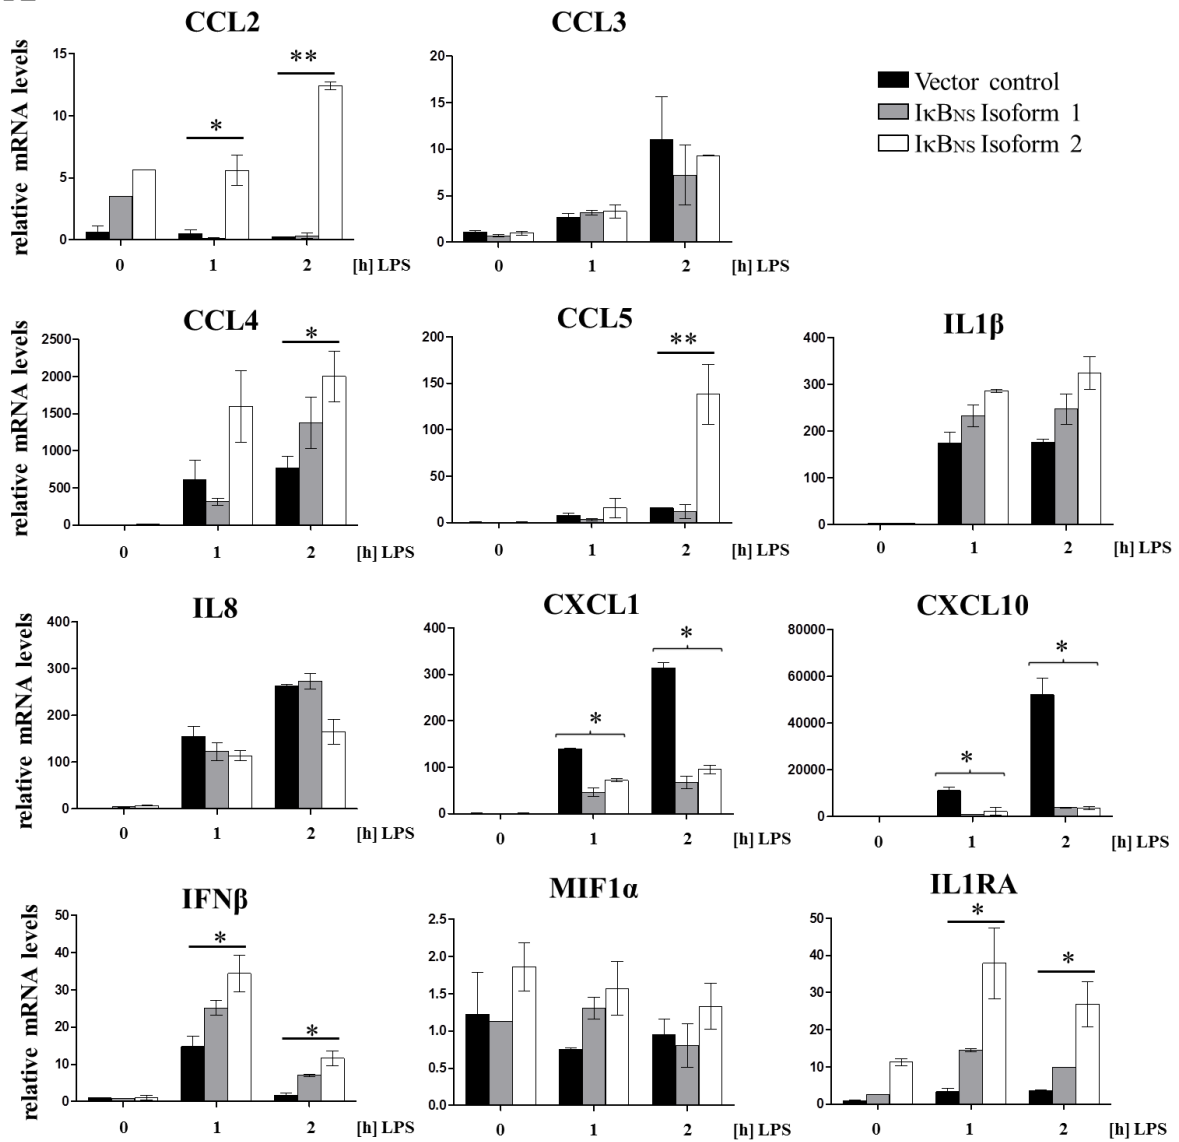 CCL2
CCL3
relative mRNA levels
15
10
5
0
*
**
0 1 2 [h] LPS
20
15
10
5
0
0 1 2 [h] LPS
Vector control
IκBNS Isoform 1
IκBNS Isoform 2
CCL4
CCL5
IL1β
relative mRNA levels
2500
2000
1500
1000
500
0
*
0 1 2 [h] LPS
200
150
100
50
0
**
0 1 2 [h] LPS
400
300
200
100
0
0 1 2 [h] LPS
IL8
CXCL1
CXCL10
relative mRNA levels
400
300
200
100
0
0 1 2 [h] LPS
400
300
200
100
0
*
*
0 1 2 [h] LPS
80000
60000
40000
20000
0
*
*
0 1 2 [h] LPS
IFNβ
MIF1α
IL1RA
relative mRNA levels
50
40
30
20
10
0
*
*
0 1 2 [h] LPS
2.5
2.0
1.5
1.0
0.5
0.0
0 1 2 [h] LPS
50
40
30
20
10
0
*
*
0 1 2 [h] LPS